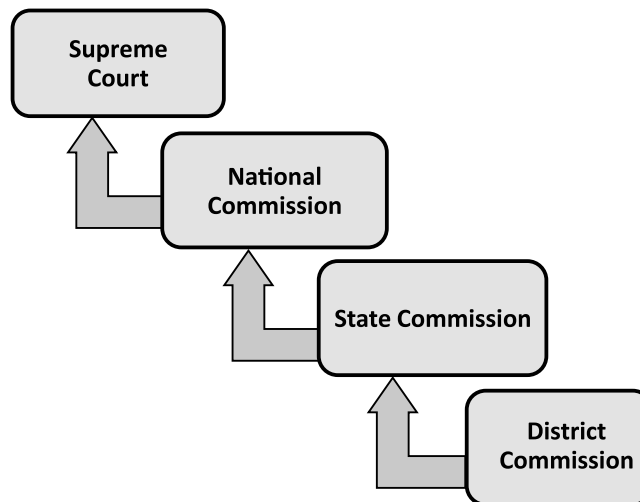 Supreme
Court
National
Commission
State Commission
District
Commission